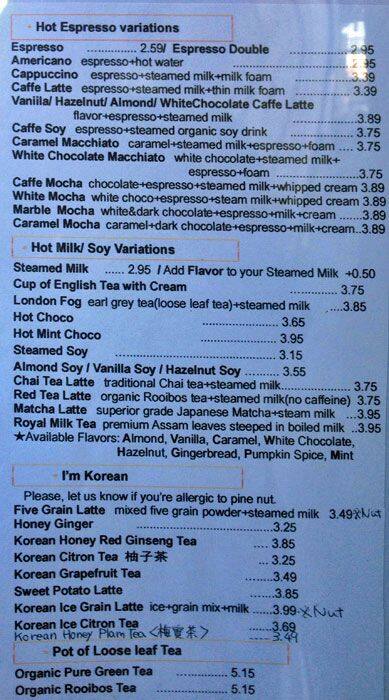 · Hot Espresso variations
Espresso .............. 2.59/ Espresso Double ................ 2.95
Americano espresso+hot water ................ 2.95
Cappuccino espresso+steamed milk+milk foam ........ 3.39
Caffe Latte espresso+steamed milk+thin milk foam .... 3.39
Vanilla/ Hazelnut/ Almond/ WhiteChocolate Caffe Latte
flavor+espresso+steamed milk .................... 3.89
Caffe Soy espresso+steamed organic soy drink ........ 3.75
Caramel Macchiato caramel+steamed milk+espresso+foam .... 3.75
White Chocolate Macchiato white chocolate+steamed milk+
espresso+foam ....................3.75
Caffe Mocha chocolate+espresso+steamed milk+whipped cream 3.89
White Mocha white choco+espresso+steam milk+whipped cream 3.89
Marble Mocha white&dark chocolate+espresso+milk+cream ......3.89
Caramel Mocha caramel+dark chocolate+espresso+milk+cream..3.89
· Hot Milk/ Soy Variations
Steamed Milk ...... 2.95 / Add Flavor to your Steamed Milk +0.50
Cup of English Tea with Cream .................... 3.75
London Fog earl grey tea(loose leaf tea)+steamed milk ....3.85
Hot Choco .................... 3.65
Hot Mint Choco .................... 3.95
Steamed Soy .................... 3.15
Almond Soy / Vanilla Soy / Hazelnut Soy ........... 3.55
Chai Tea Latte traditional Chai tea+steamed milk.................... 3.75
Red Tea Latte organic Rooibos tea+steamed milk(no caffeine) 3.75
Matcha Latte superior grade Japanese Matcha+steam milk ...3.95
Royal Milk Tea premium Assam leaves steeped in boiled milk ..3.95
★Available Flavors: Almond, Vanilla, Caramel, White Chocolate,
Hazelnut, Gingerbread, Pumpkin Spice, Mint
· I'm Korean
Please, let us know if you're allergic to pine nut.
Five Grain Latte mixed five grain powder+steamed milk 3.49 ※Nut
Honey Ginger ................................3.25
Korean Honey Red Ginseng Tea .... 3.85
Korean Citron Tea 柚子茶 ... 3.25
Korean Grapefruit Tea ....................3.49
Sweet Potato Latte ....................3.85
Korean Ice Grain Latte ice+grain mix+milk ......3.99 ※Nut
Korean Ice Citron Tea ................3.69
Korean Honey Plam Tea <梅實茶> ......... 3.49
· Pot of Loose leaf Tea
Organic Pure Green Tea ........... 5.15
Organic Rooibos Tea ........... 5.15